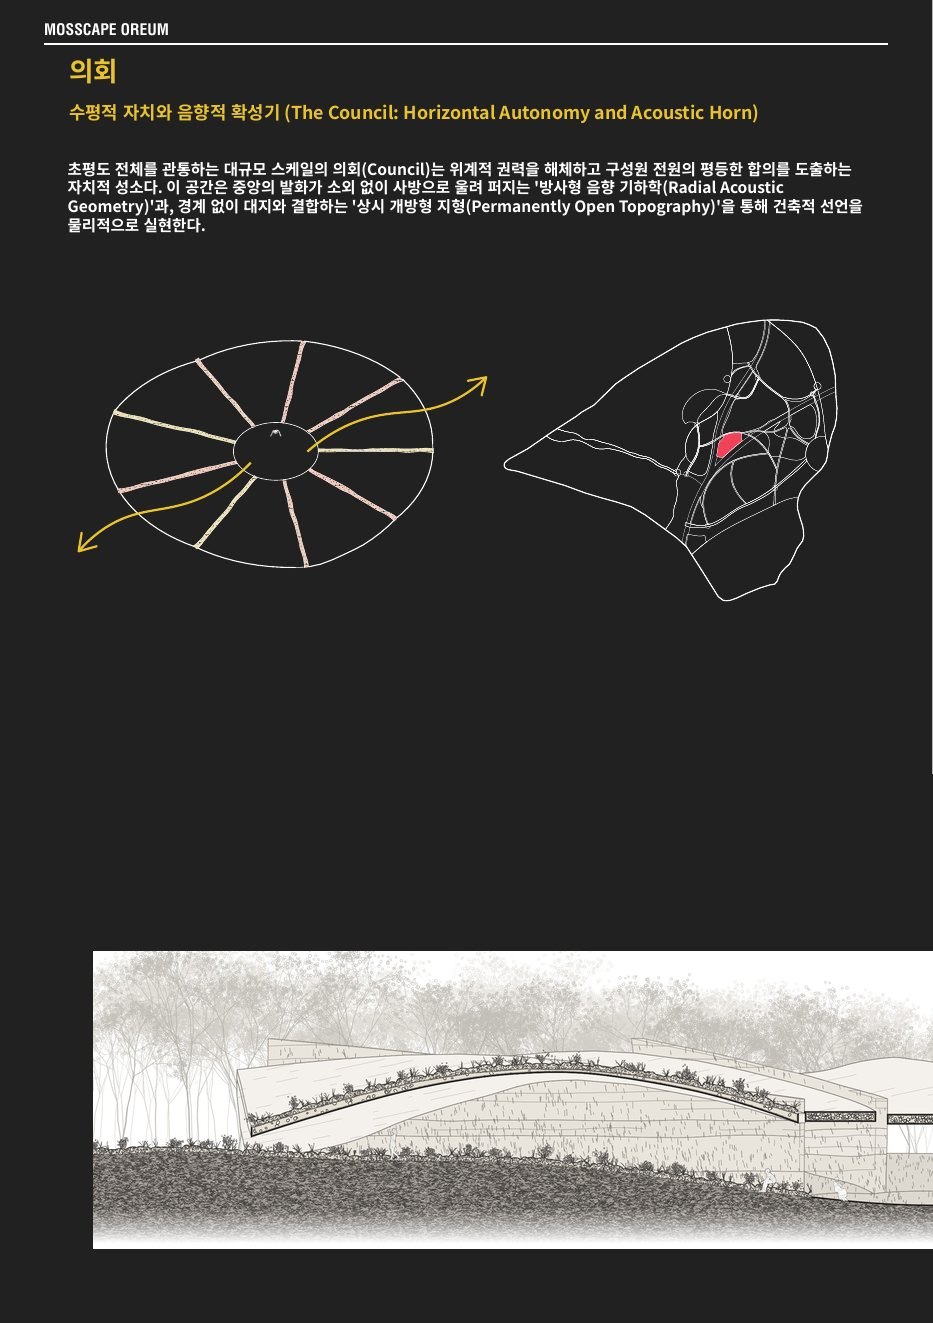 MOSSCAPE OREUM
의회
수평적 자치와 음향적 확성기 (The Council: Horizontal Autonomy and Acoustic Horn)
초평도 전체를 관통하는 대규모 스케일의 의회(Council)는 위계적 권력을 해체하고 구성원 전원의 평등한 합의를 도출하는
자치적 성소다. 이 공간은 중앙의 발화가 소외 없이 사방으로 울려 퍼지는 '방사형 음향 기하학(Radial Acoustic
Geometry)'과, 경계 없이 대지와 결합하는 '상시 개방형 지형(Permanently Open Topography)'을 통해 건축적 선언을
물리적으로 실현한다.